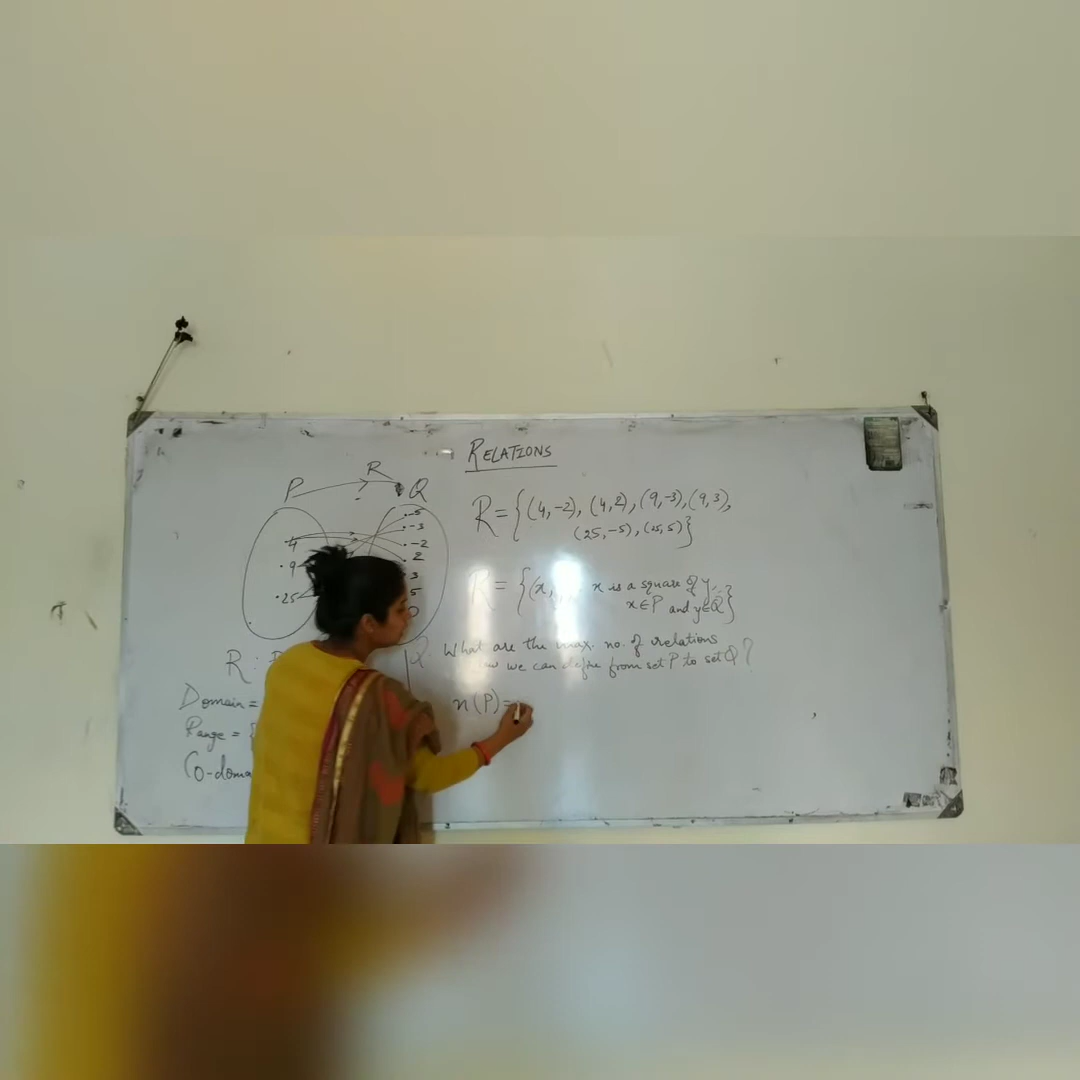 RELATIONS
P R Q
.4
.9
.25
.-5
.-3
.-2
2
3
5
R = {(4,-2), (4,2), (9,-3), (9,3),
(25,-5), (25,5)}
R = {(x, x is a square of y,
x∈P and y∈Q}
Q. What are the max. no. of relations
we can define from set P to set Q?
n(P) =
R :
Domain =
Range = {
Co-doma